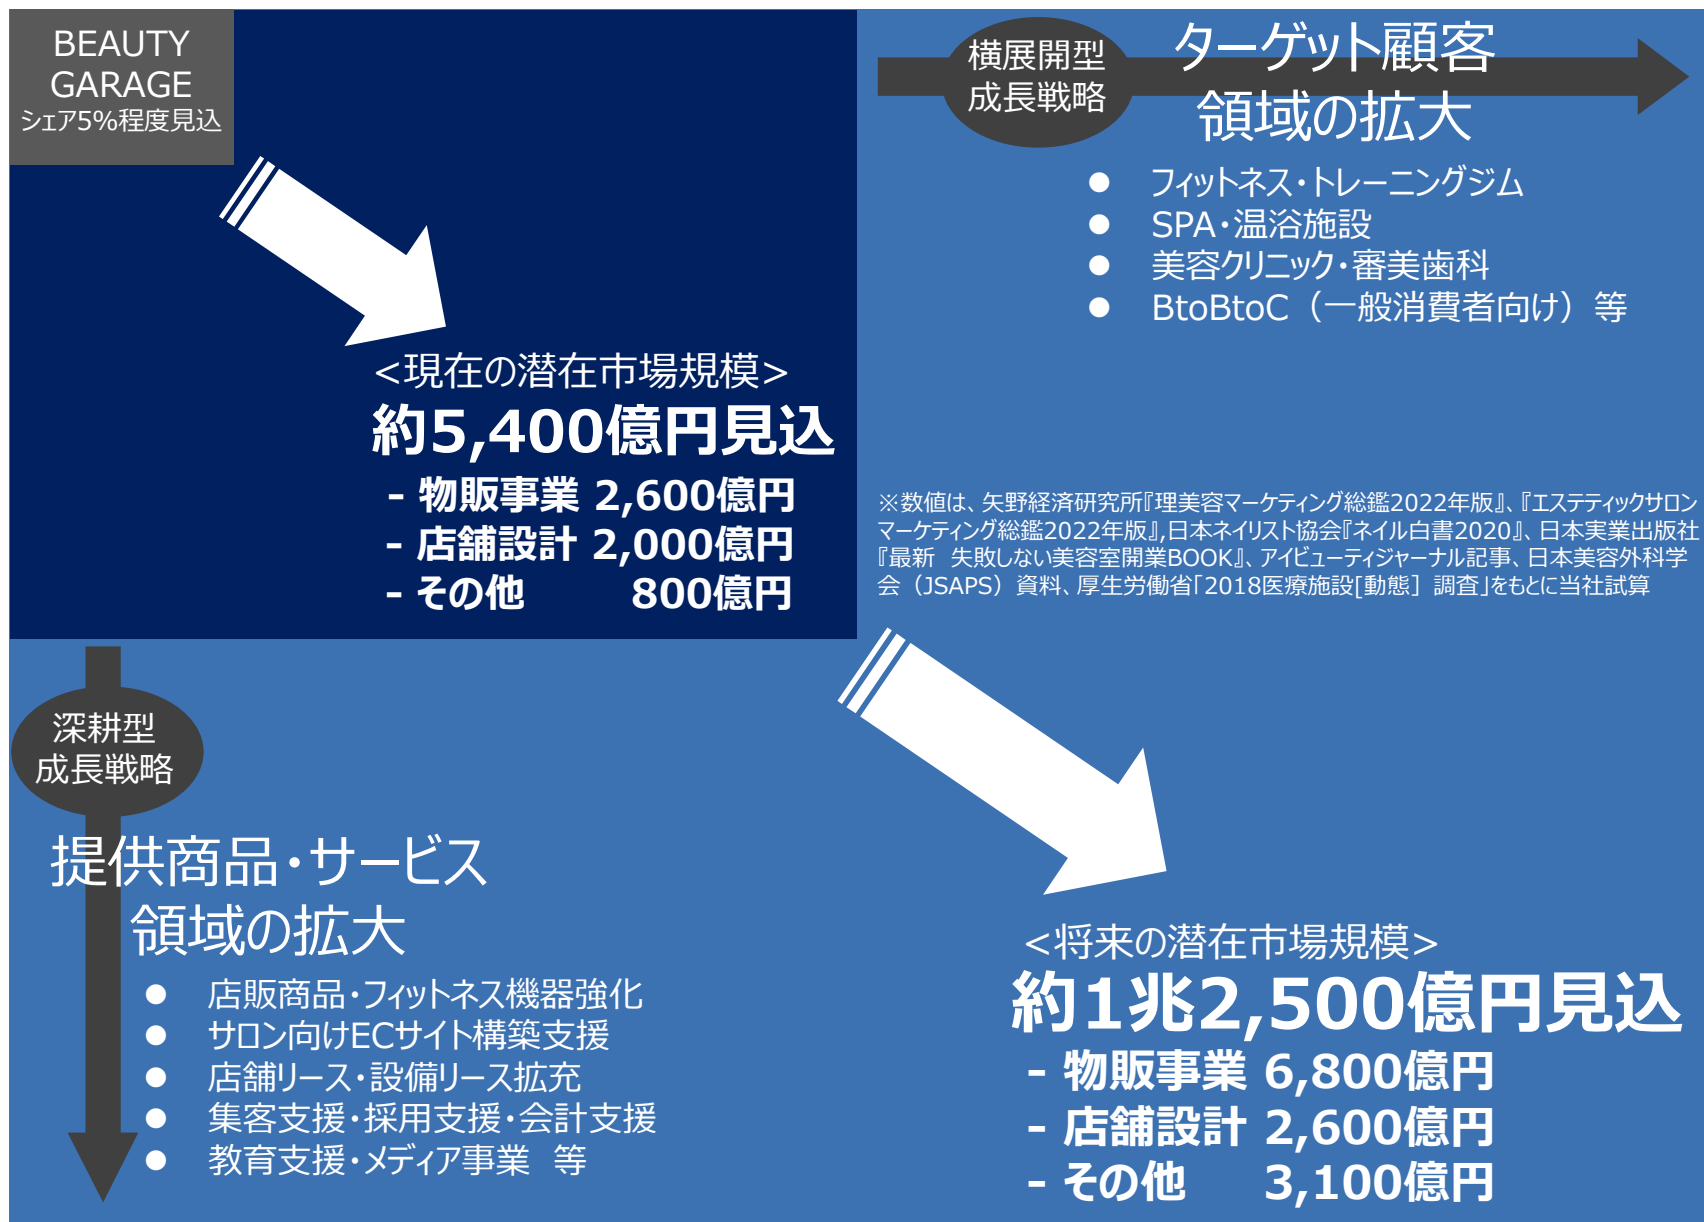 BEAUTY
GARAGE
シェア5%程度見込
<現在の潜在市場規模>
約5,400億円見込
- 物販事業 2,600億円
- 店舗設計 2,000億円
- その他 800億円
横展開型
成長戦略
ターゲット顧客
領域の拡大
● フィットネス・トレーニングジム
● SPA・温浴施設
● 美容クリニック・審美歯科
● BtoBtoC（一般消費者向け）等
※数値は、矢野経済研究所『理美容マーケティング総鑑2022年版』、『エステティックサロン
マーケティング総鑑2022年版』,日本ネイリスト協会『ネイル白書2020』、日本実業出版社
『最新 失敗しない美容室開業BOOK』、アイビューティジャーナル記事、日本美容外科学
会（JSAPS）資料、厚生労働省「2018医療施設[動態］調査」をもとに当社試算
深耕型
成長戦略
提供商品・サービス
領域の拡大
● 店販商品・フィットネス機器強化
● サロン向けECサイト構築支援
● 店舗リース・設備リース拡充
● 集客支援・採用支援・会計支援
● 教育支援・メディア事業 等
<将来の潜在市場規模>
約1兆2,500億円見込
- 物販事業 6,800億円
- 店舗設計 2,600億円
- その他 3,100億円